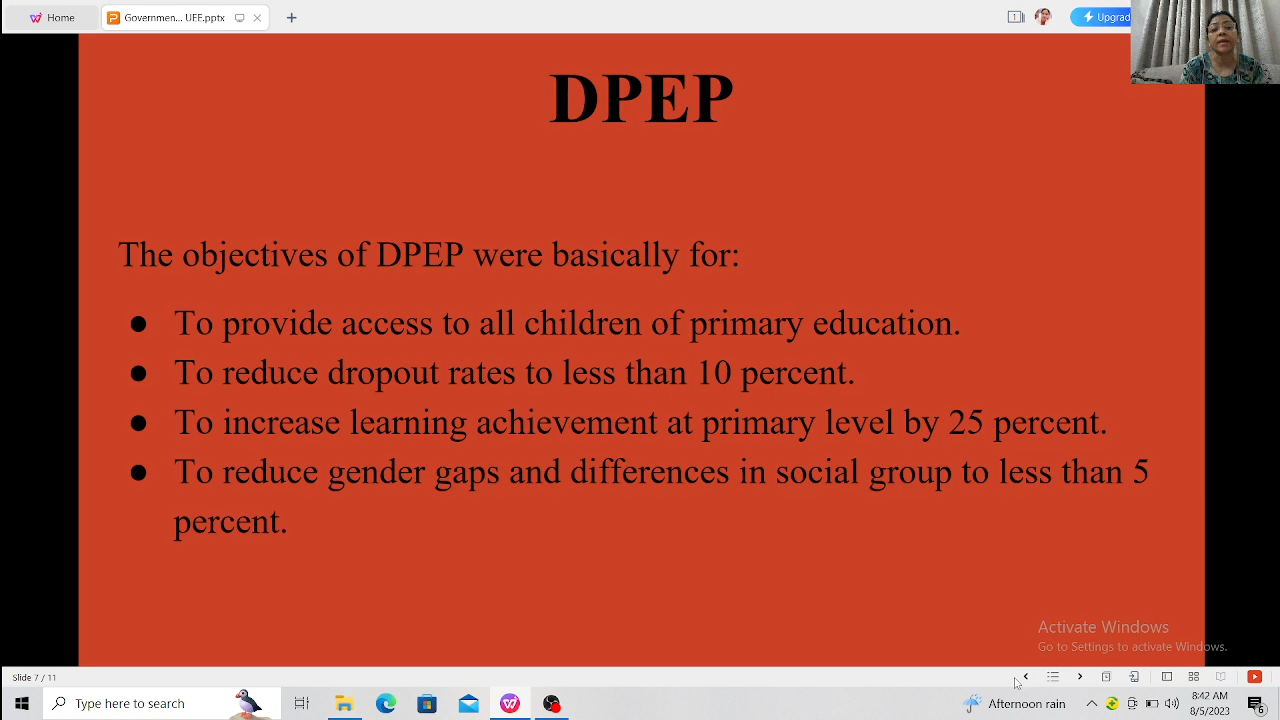 Home
Governmen... UEE.pptx
1
Upgrad
DPEP
The objectives of DPEP were basically for:
● To provide access to all children of primary education.
● To reduce dropout rates to less than 10 percent.
● To increase learning achievement at primary level by 25 percent.
● To reduce gender gaps and differences in social group to less than 5
percent.
Activate Windows
Go to Settings to activate Windows.
Slide 7 / 11
Type here to search
Afternoon rain
8:42 AM
8/5/2023
6